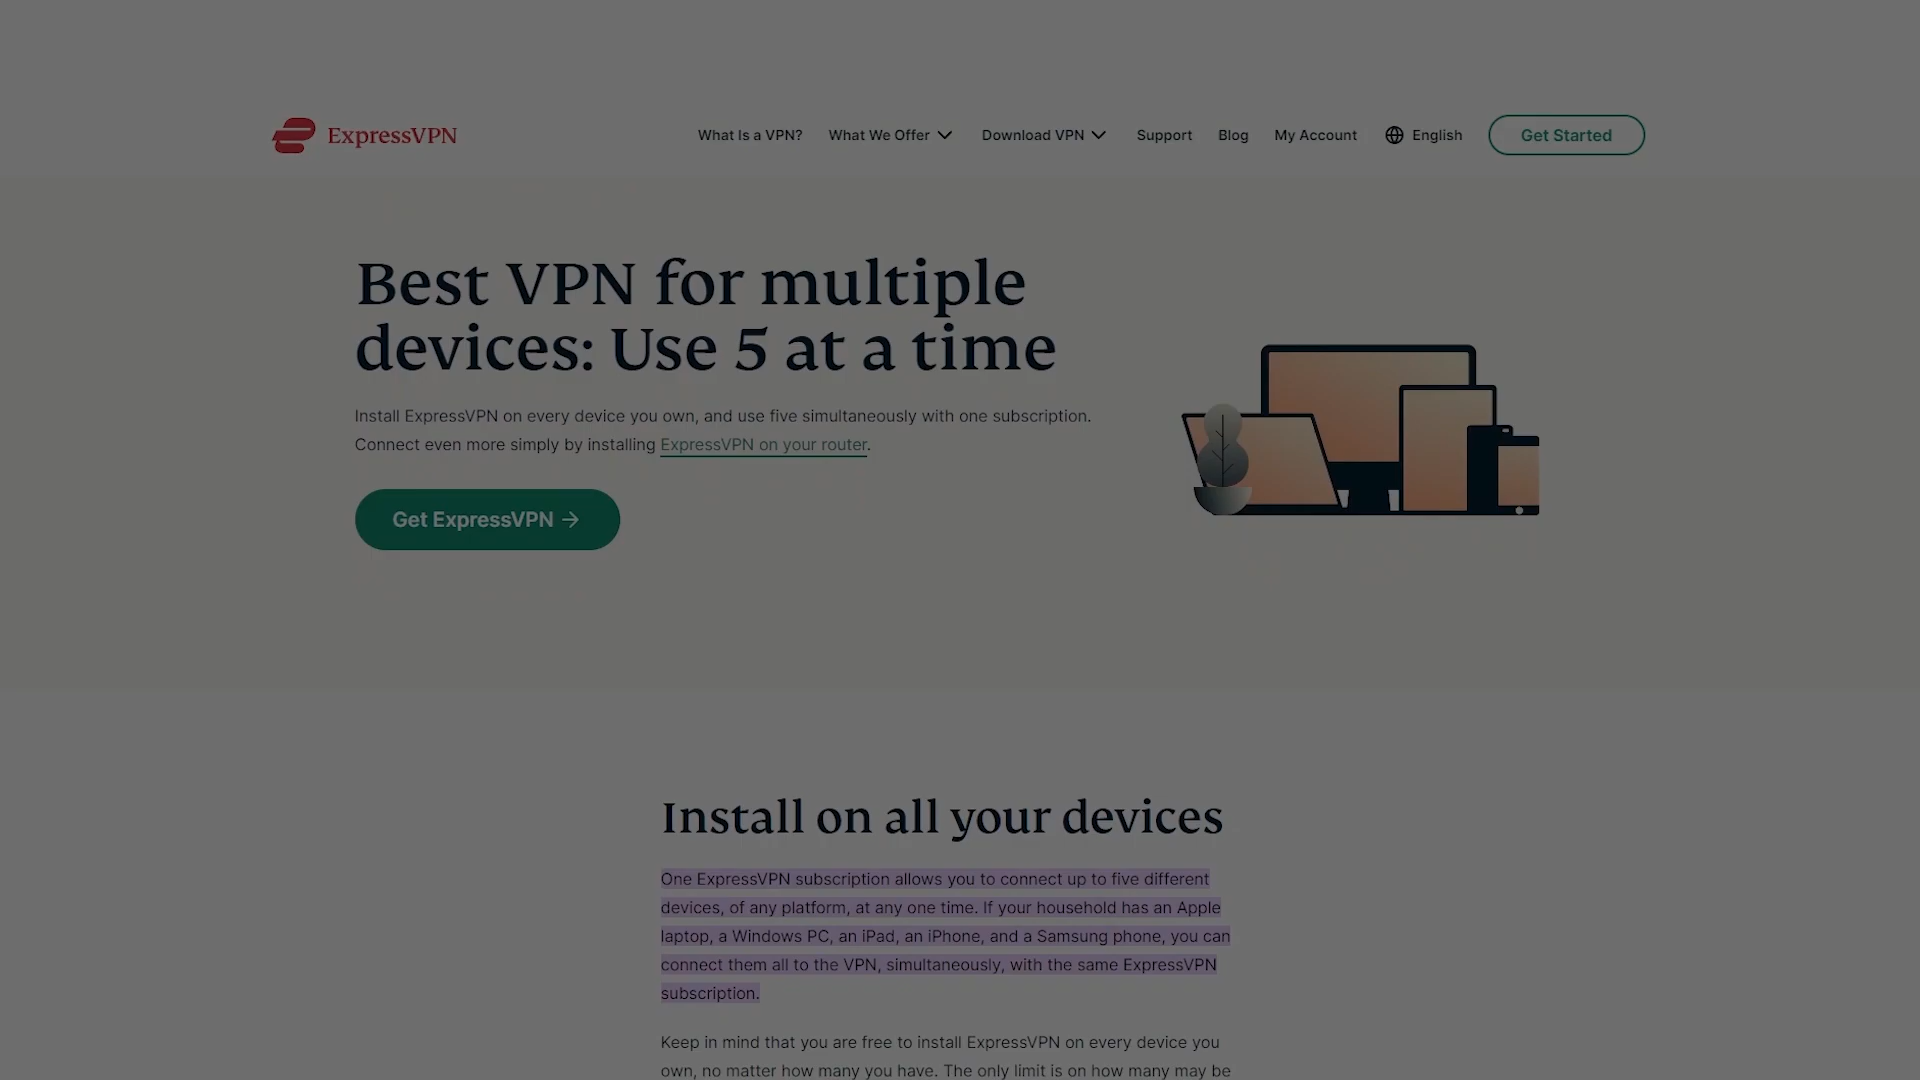 ExpressVPN
What Is a VPN? What We Offer Download VPN Support Blog My Account English Get Started
Best VPN for multiple
devices: Use 5 at a time
Install ExpressVPN on every device you own, and use five simultaneously with one subscription.
Connect even more simply by installing ExpressVPN on your router.
Get ExpressVPN →
Install on all your devices
One ExpressVPN subscription allows you to connect up to five different
devices, of any platform, at any one time. If your household has an Apple
laptop, a Windows PC, an iPad, an iPhone, and a Samsung phone, you can
connect them all to the VPN, simultaneously, with the same ExpressVPN
subscription.
Keep in mind that you are free to install ExpressVPN on every device you
own, no matter how many you have. The only limit is on how many may be